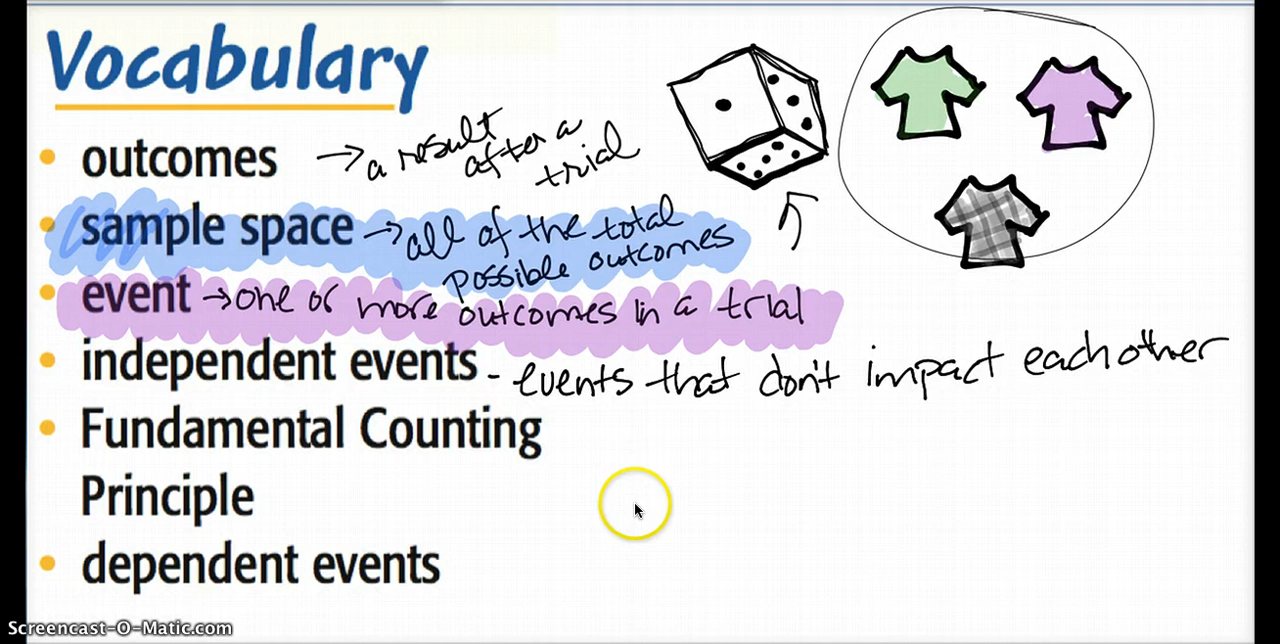 Vocabulary
• outcomes → a result
after a
trial
• sample space → all of the total
possible outcomes
• event → one or more outcomes in a trial
• independent events - events that don't impact each other
• Fundamental Counting
Principle
• dependent events
Screencast-O-Matic.com